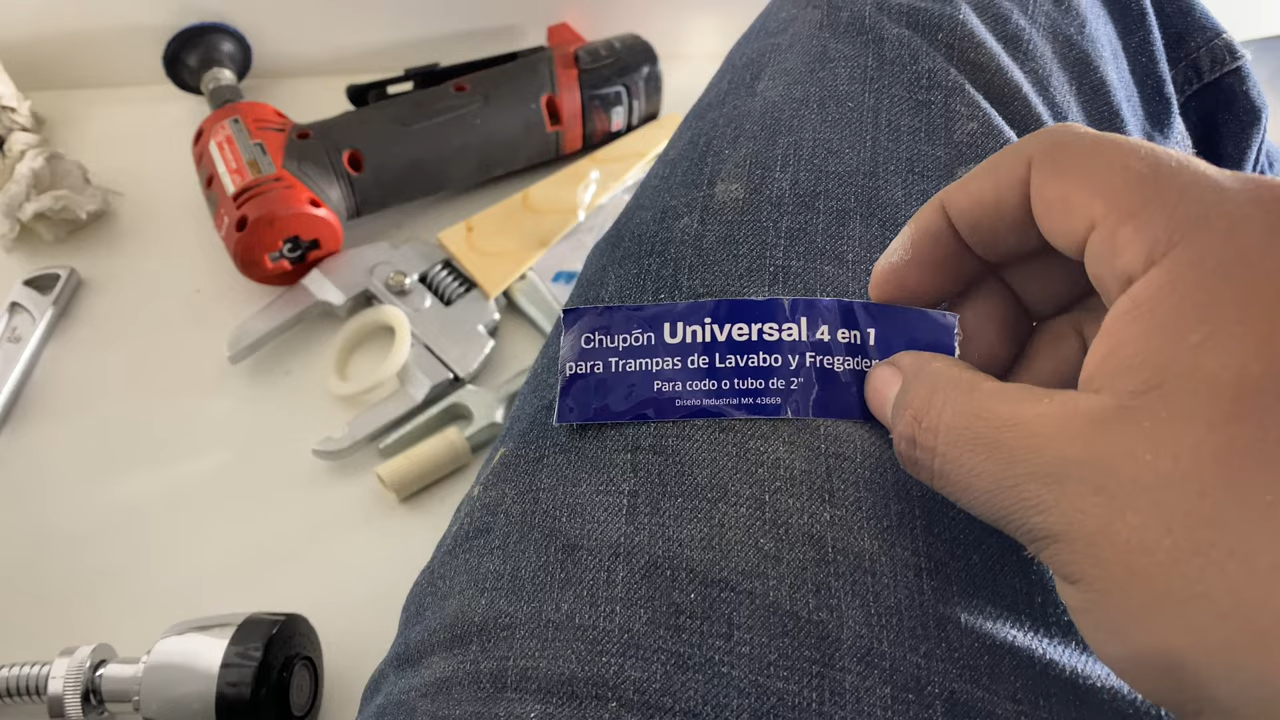 Chupón Universal 4 en 1
para Trampas de Lavabo y Fregader
Para codo o tubo de 2"
Diseño Industrial MX 43669